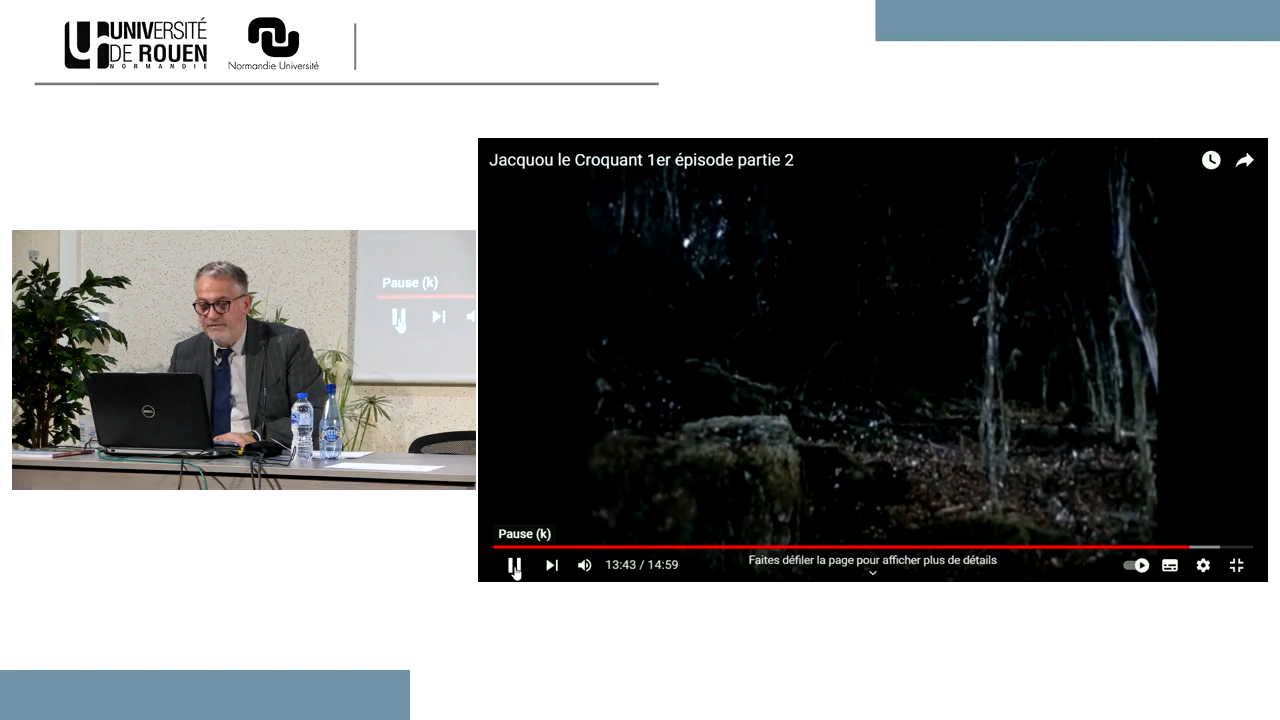 UNIVERSITÉ
DE ROUEN
NORMANDIE
Normandie Université
Jacquou le Croquant 1er épisode partie 2
Pause (k)
DELL
Pause (k)
13:43 / 14:59
Faites défiler la page pour afficher plus de détails